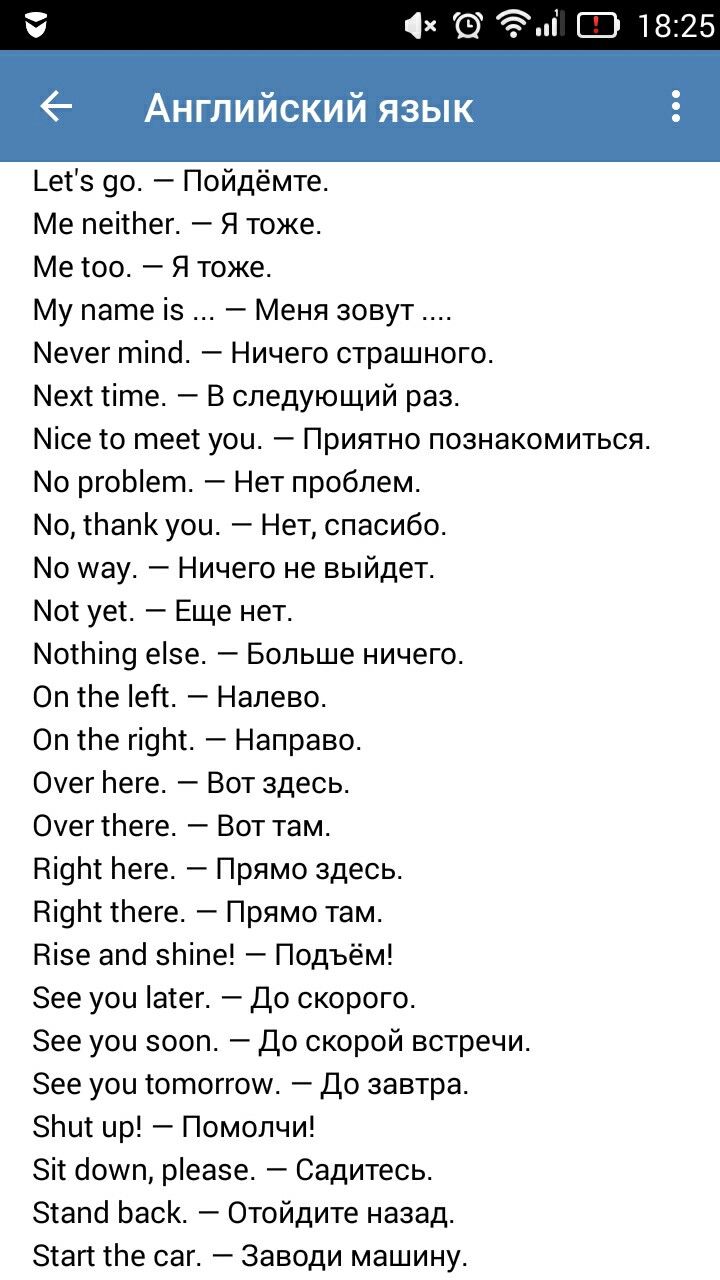 18:25
Английский язык
Let's go. — Пойдёмте.
Me neither. — Я тоже.
Me too. — Я тоже.
My name is ... — Меня зовут ....
Never mind. — Ничего страшного.
Next time. — В следующий раз.
Nice to meet you. — Приятно познакомиться.
No problem. — Нет проблем.
No, thank you. — Нет, спасибо.
No way. — Ничего не выйдет.
Not yet. — Еще нет.
Nothing else. — Больше ничего.
On the left. — Налево.
On the right. — Направо.
Over here. — Вот здесь.
Over there. — Вот там.
Right here. — Прямо здесь.
Right there. — Прямо там.
Rise and shine! — Подъём!
See you later. — До скорого.
See you soon. — До скорой встречи.
See you tomorrow. — До завтра.
Shut up! — Помолчи!
Sit down, please. — Садитесь.
Stand back. — Отойдите назад.
Start the car. — Заводи машину.